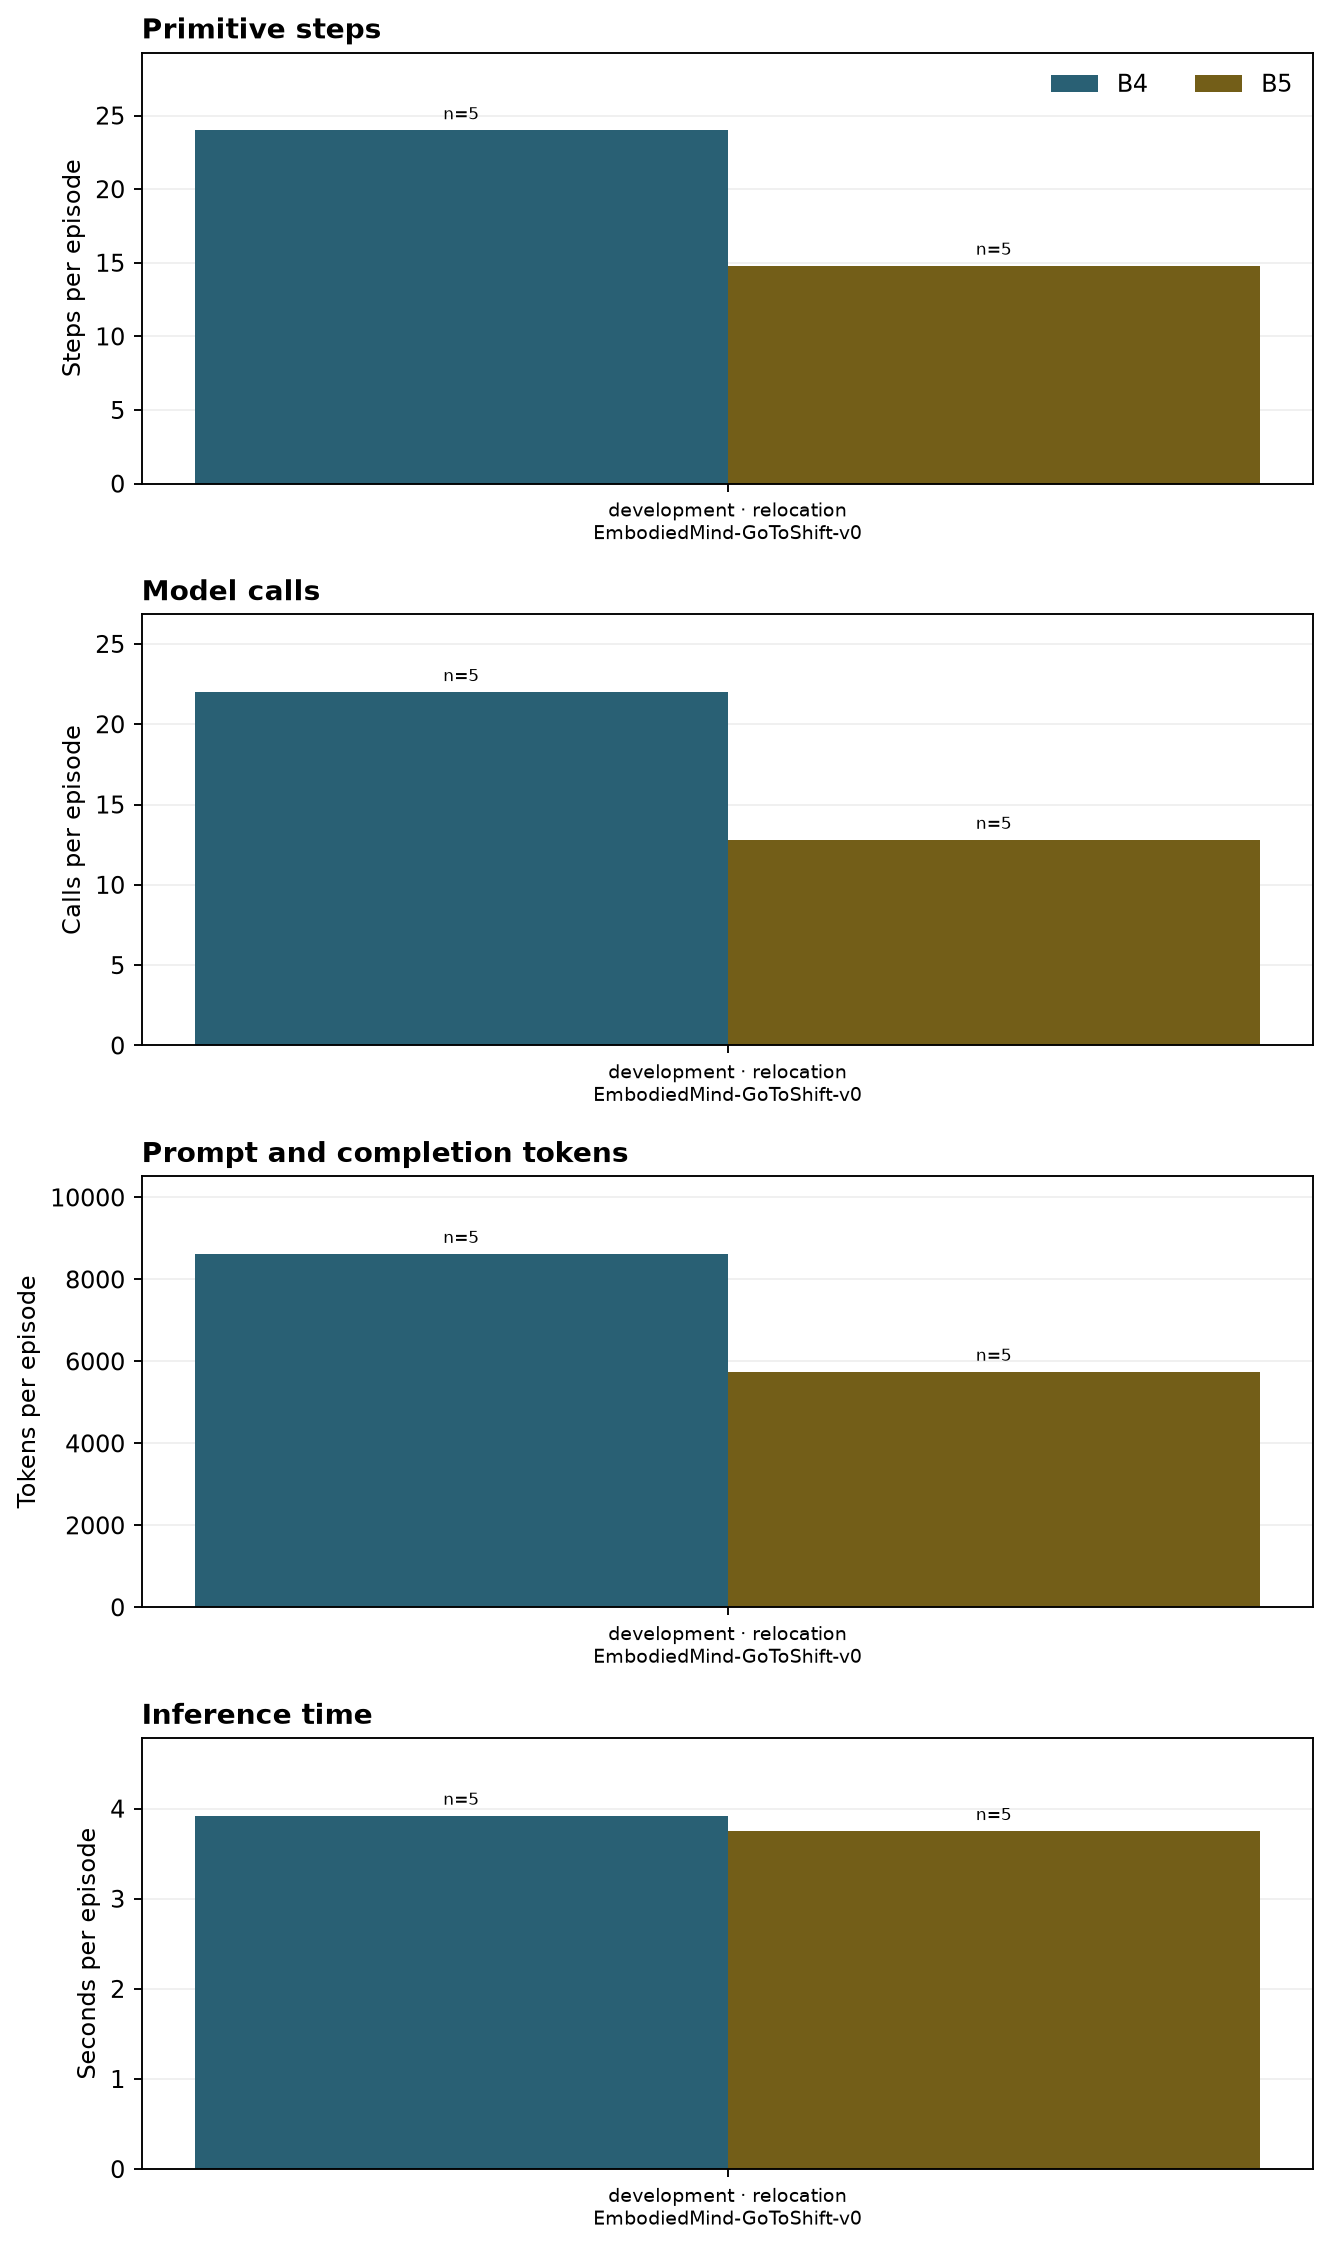 Primitive steps
B4
B5
n=5
n=5
25
20
15
10
5
0
Steps per episode
development · relocation
EmbodiedMind-GoToShift-v0
Model calls
n=5
n=5
25
20
15
10
5
0
Calls per episode
development · relocation
EmbodiedMind-GoToShift-v0
Prompt and completion tokens
n=5
n=5
10000
8000
6000
4000
2000
0
Tokens per episode
development · relocation
EmbodiedMind-GoToShift-v0
Inference time
n=5
n=5
4
3
2
1
0
Seconds per episode
development · relocation
EmbodiedMind-GoToShift-v0